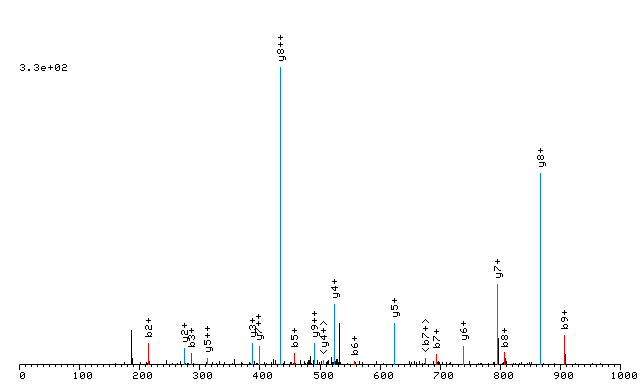 3.3e+02
y8++
y8+
y7+
y4+
b2+
y2+
b3+
y5++
y3+
y7++
b5+
y9++
<y4+>
b6+
y5+
<b7+>
b7+
y6+
b8+
b9+
0 100 200 300 400 500 600 700 800 900 1000